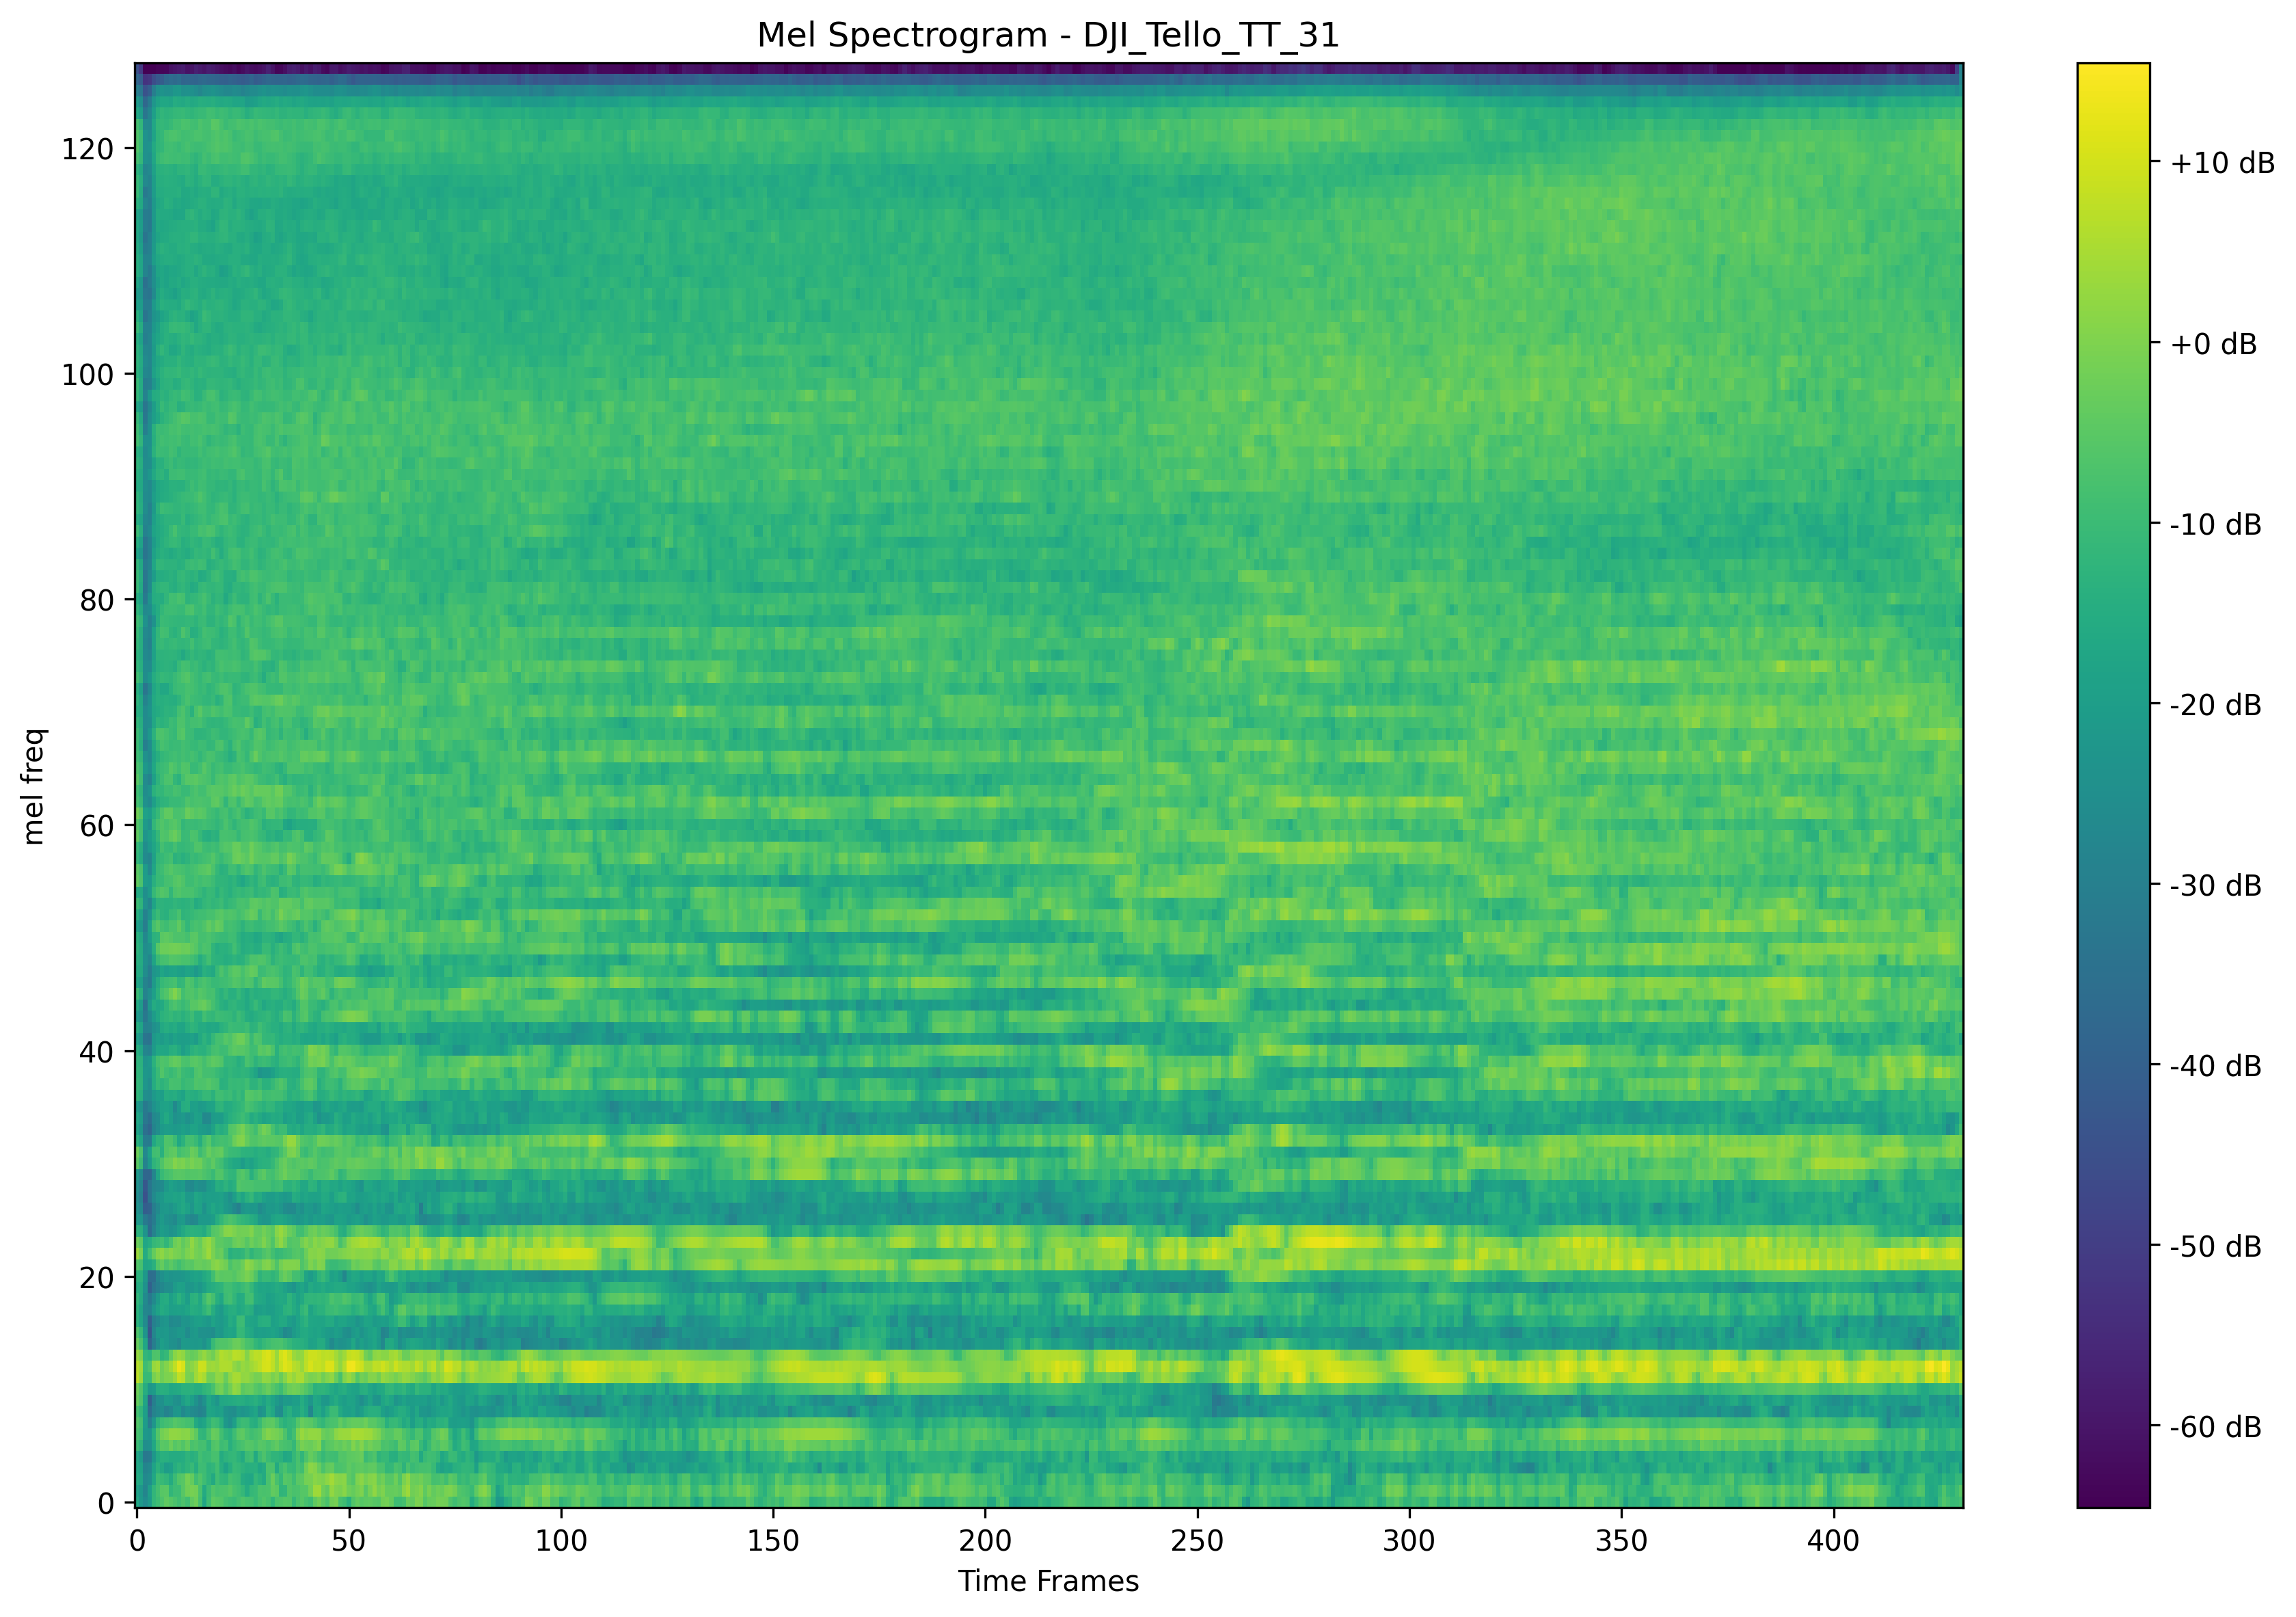 Mel Spectrogram - DJI_Tello_TT_31
mel freq
120
100
80
60
40
20
0
0 50 100 150 200 250 300 350 400
Time Frames
+10 dB
+0 dB
-10 dB
-20 dB
-30 dB
-40 dB
-50 dB
-60 dB